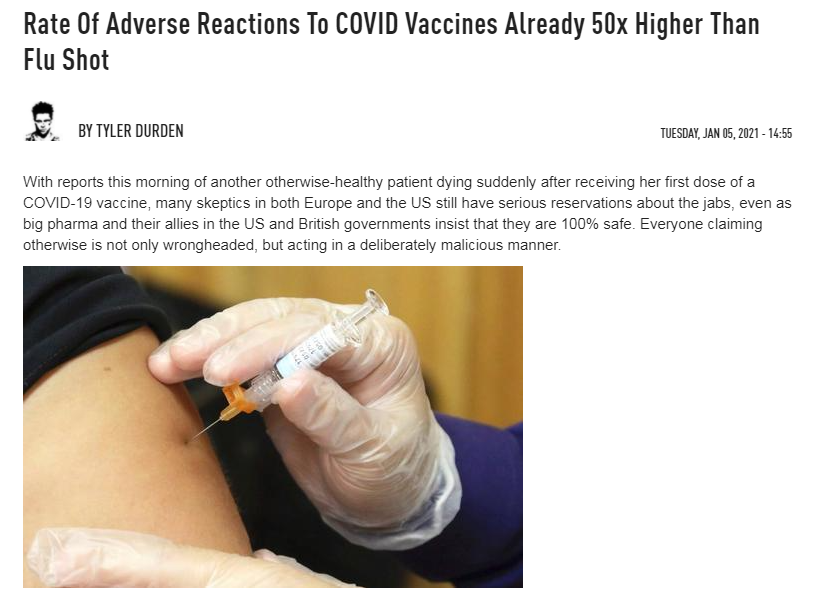 Rate Of Adverse Reactions To COVID Vaccines Already 50x Higher Than
Flu Shot
BY TYLER DURDEN
TUESDAY, JAN 05, 2021 - 14:55
With reports this morning of another otherwise-healthy patient dying suddenly after receiving her first dose of a
COVID-19 vaccine, many skeptics in both Europe and the US still have serious reservations about the jabs, even as
big pharma and their allies in the US and British governments insist that they are 100% safe. Everyone claiming
otherwise is not only wrongheaded, but acting in a deliberately malicious manner.